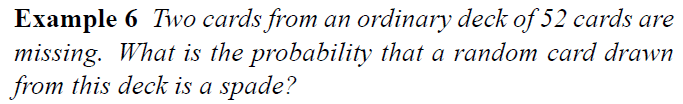 Example 6 Two cards from an ordinary deck of 52 cards are
missing. What is the probability that a random card drawn
from this deck is a spade?